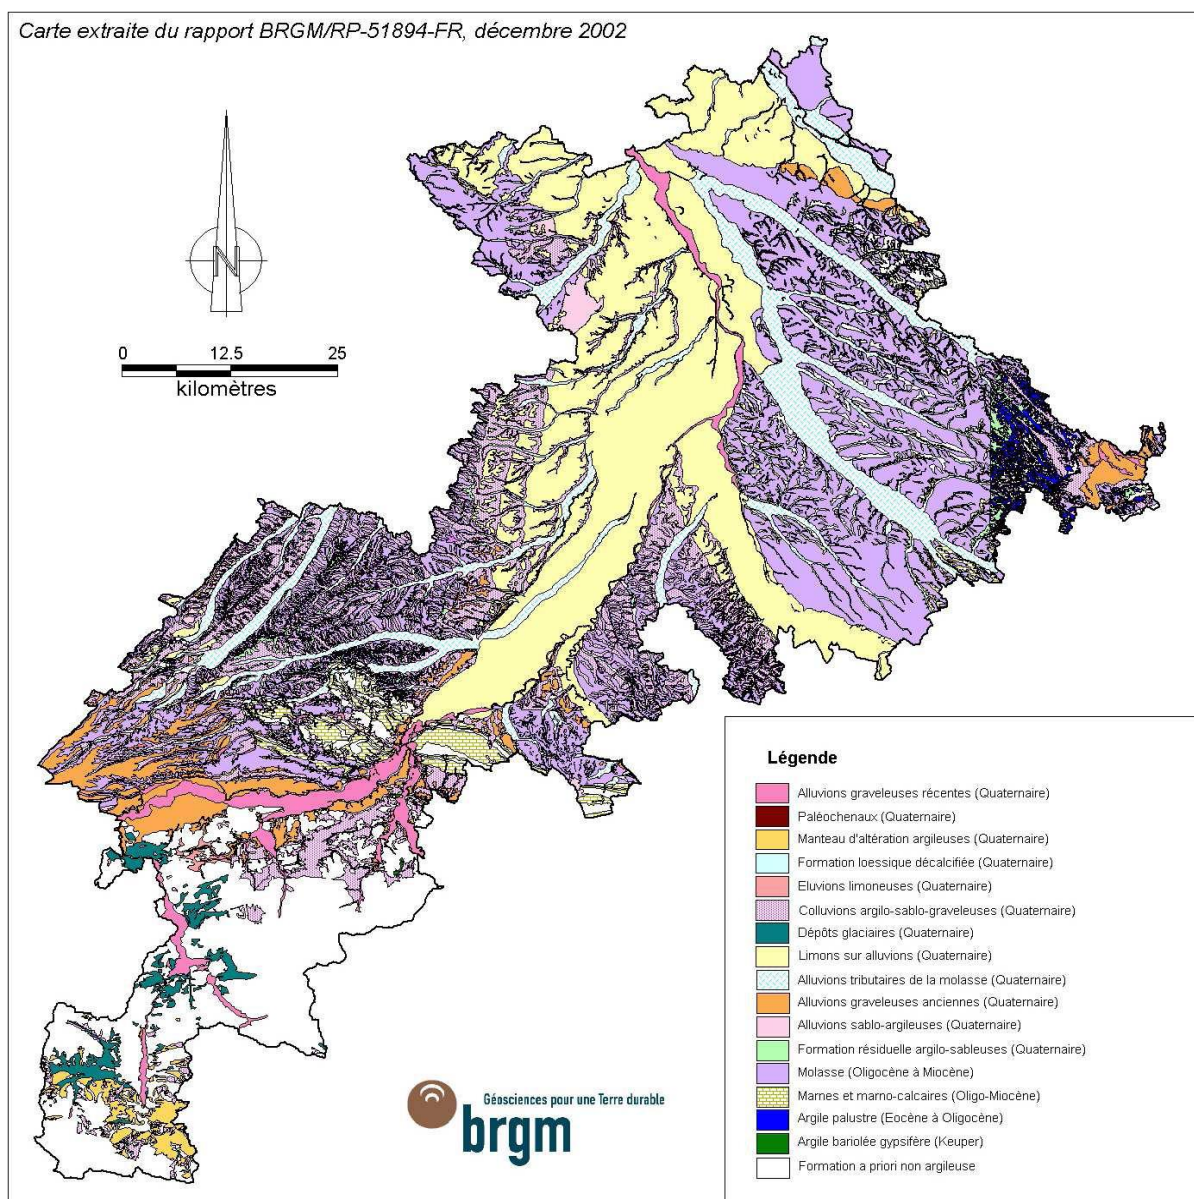 Carte extraite du rapport BRGM/RP-51894-FR, décembre 2002
N
0 12.5 25
kilomètres
Légende
Alluvions graveleuses récentes (Quaternaire)
Paléochenaux (Quaternaire)
Manteau d'altération argileuses (Quaternaire)
Formation loessique décalcifiée (Quaternaire)
Eluvions limoneuses (Quaternaire)
Colluvions argilo-sablo-graveleuses (Quaternaire)
Dépôts glaciaires (Quaternaire)
Limons sur alluvions (Quaternaire)
Alluvions tributaires de la molasse (Quaternaire)
Alluvions graveleuses anciennes (Quaternaire)
Alluvions sablo-argileuses (Quaternaire)
Formation résiduelle argilo-sableuses (Quaternaire)
Molasse (Oligocène à Miocène)
Marnes et marno-calcaires (Oligo-Miocène)
Argile palustre (Eocène à Oligocène)
Argile bariolée gypsifère (Keuper)
Formation a priori non argileuse
Géosciences pour une Terre durable
brgm